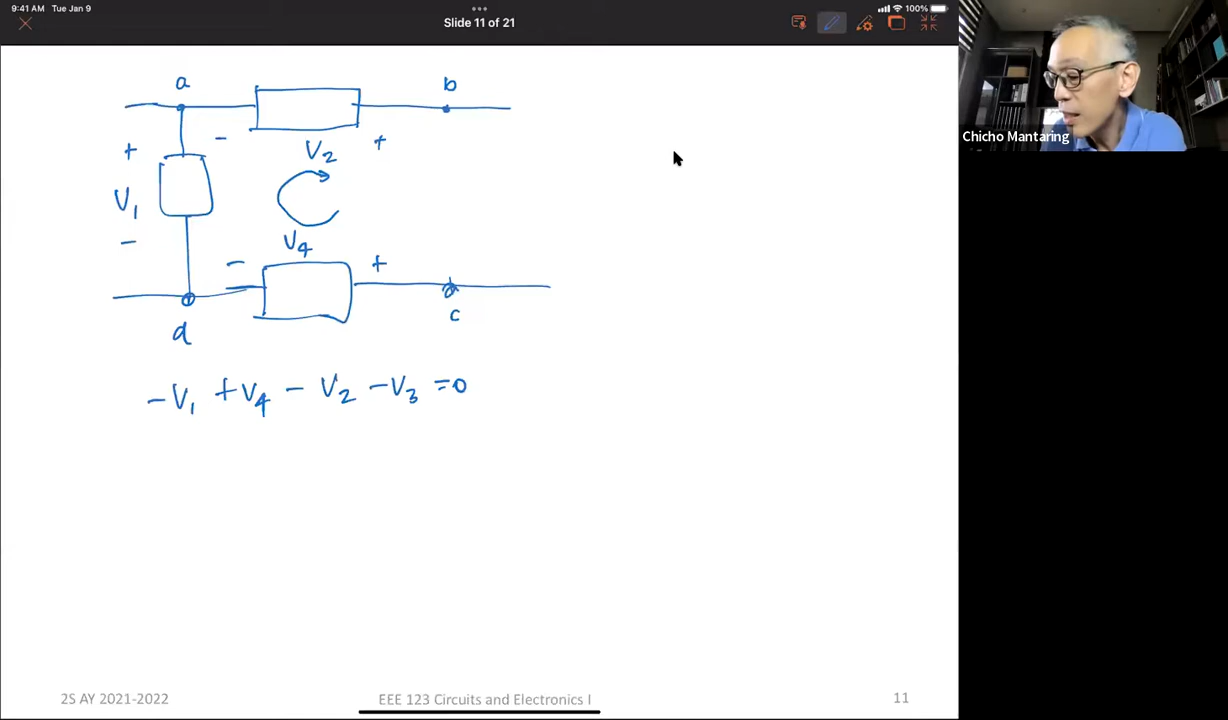 9:41 AM Tue Jan 9
100%
Slide 11 of 21
Chicho Mantaring
a
b
- +
+
V2
V1
-
V4
- +
d
c
-V1 +V4 - V2 -V3 =0
2S AY 2021-2022
EEE 123 Circuits and Electronics I
11